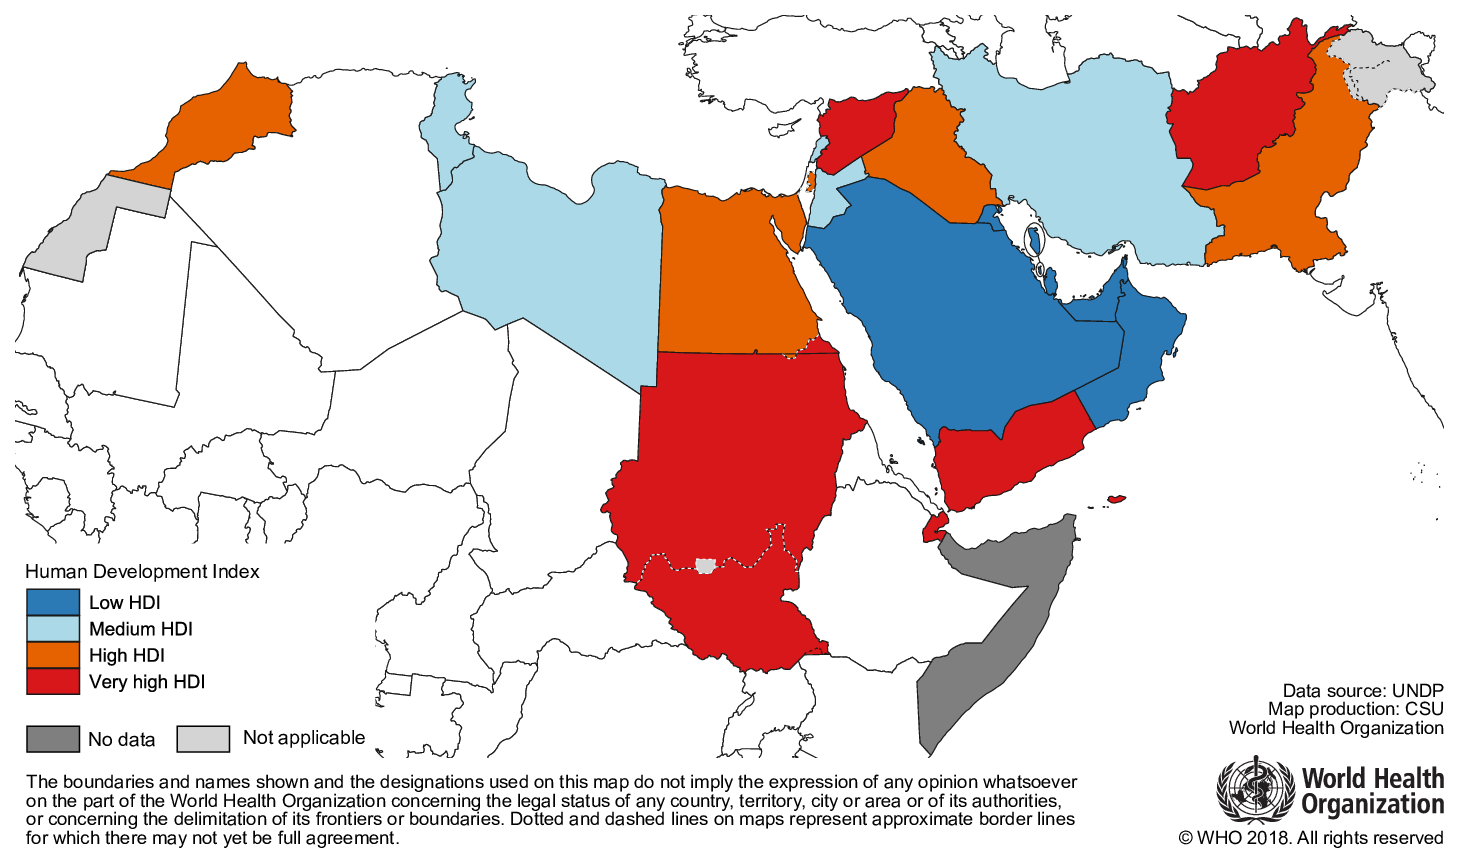 Human Development Index
Low HDI
Medium HDI
High HDI
Very high HDI
No data
Not applicable
Data source: UNDP
Map production: CSU
World Health Organization
The boundaries and names shown and the designations used on this map do not imply the expression of any opinion whatsoever
on the part of the World Health Organization concerning the legal status of any country, territory, city or area or of its authorities,
or concerning the delimitation of its frontiers or boundaries. Dotted and dashed lines on maps represent approximate border lines
for which there may not yet be full agreement.
World Health
Organization
© WHO 2018. All rights reserved